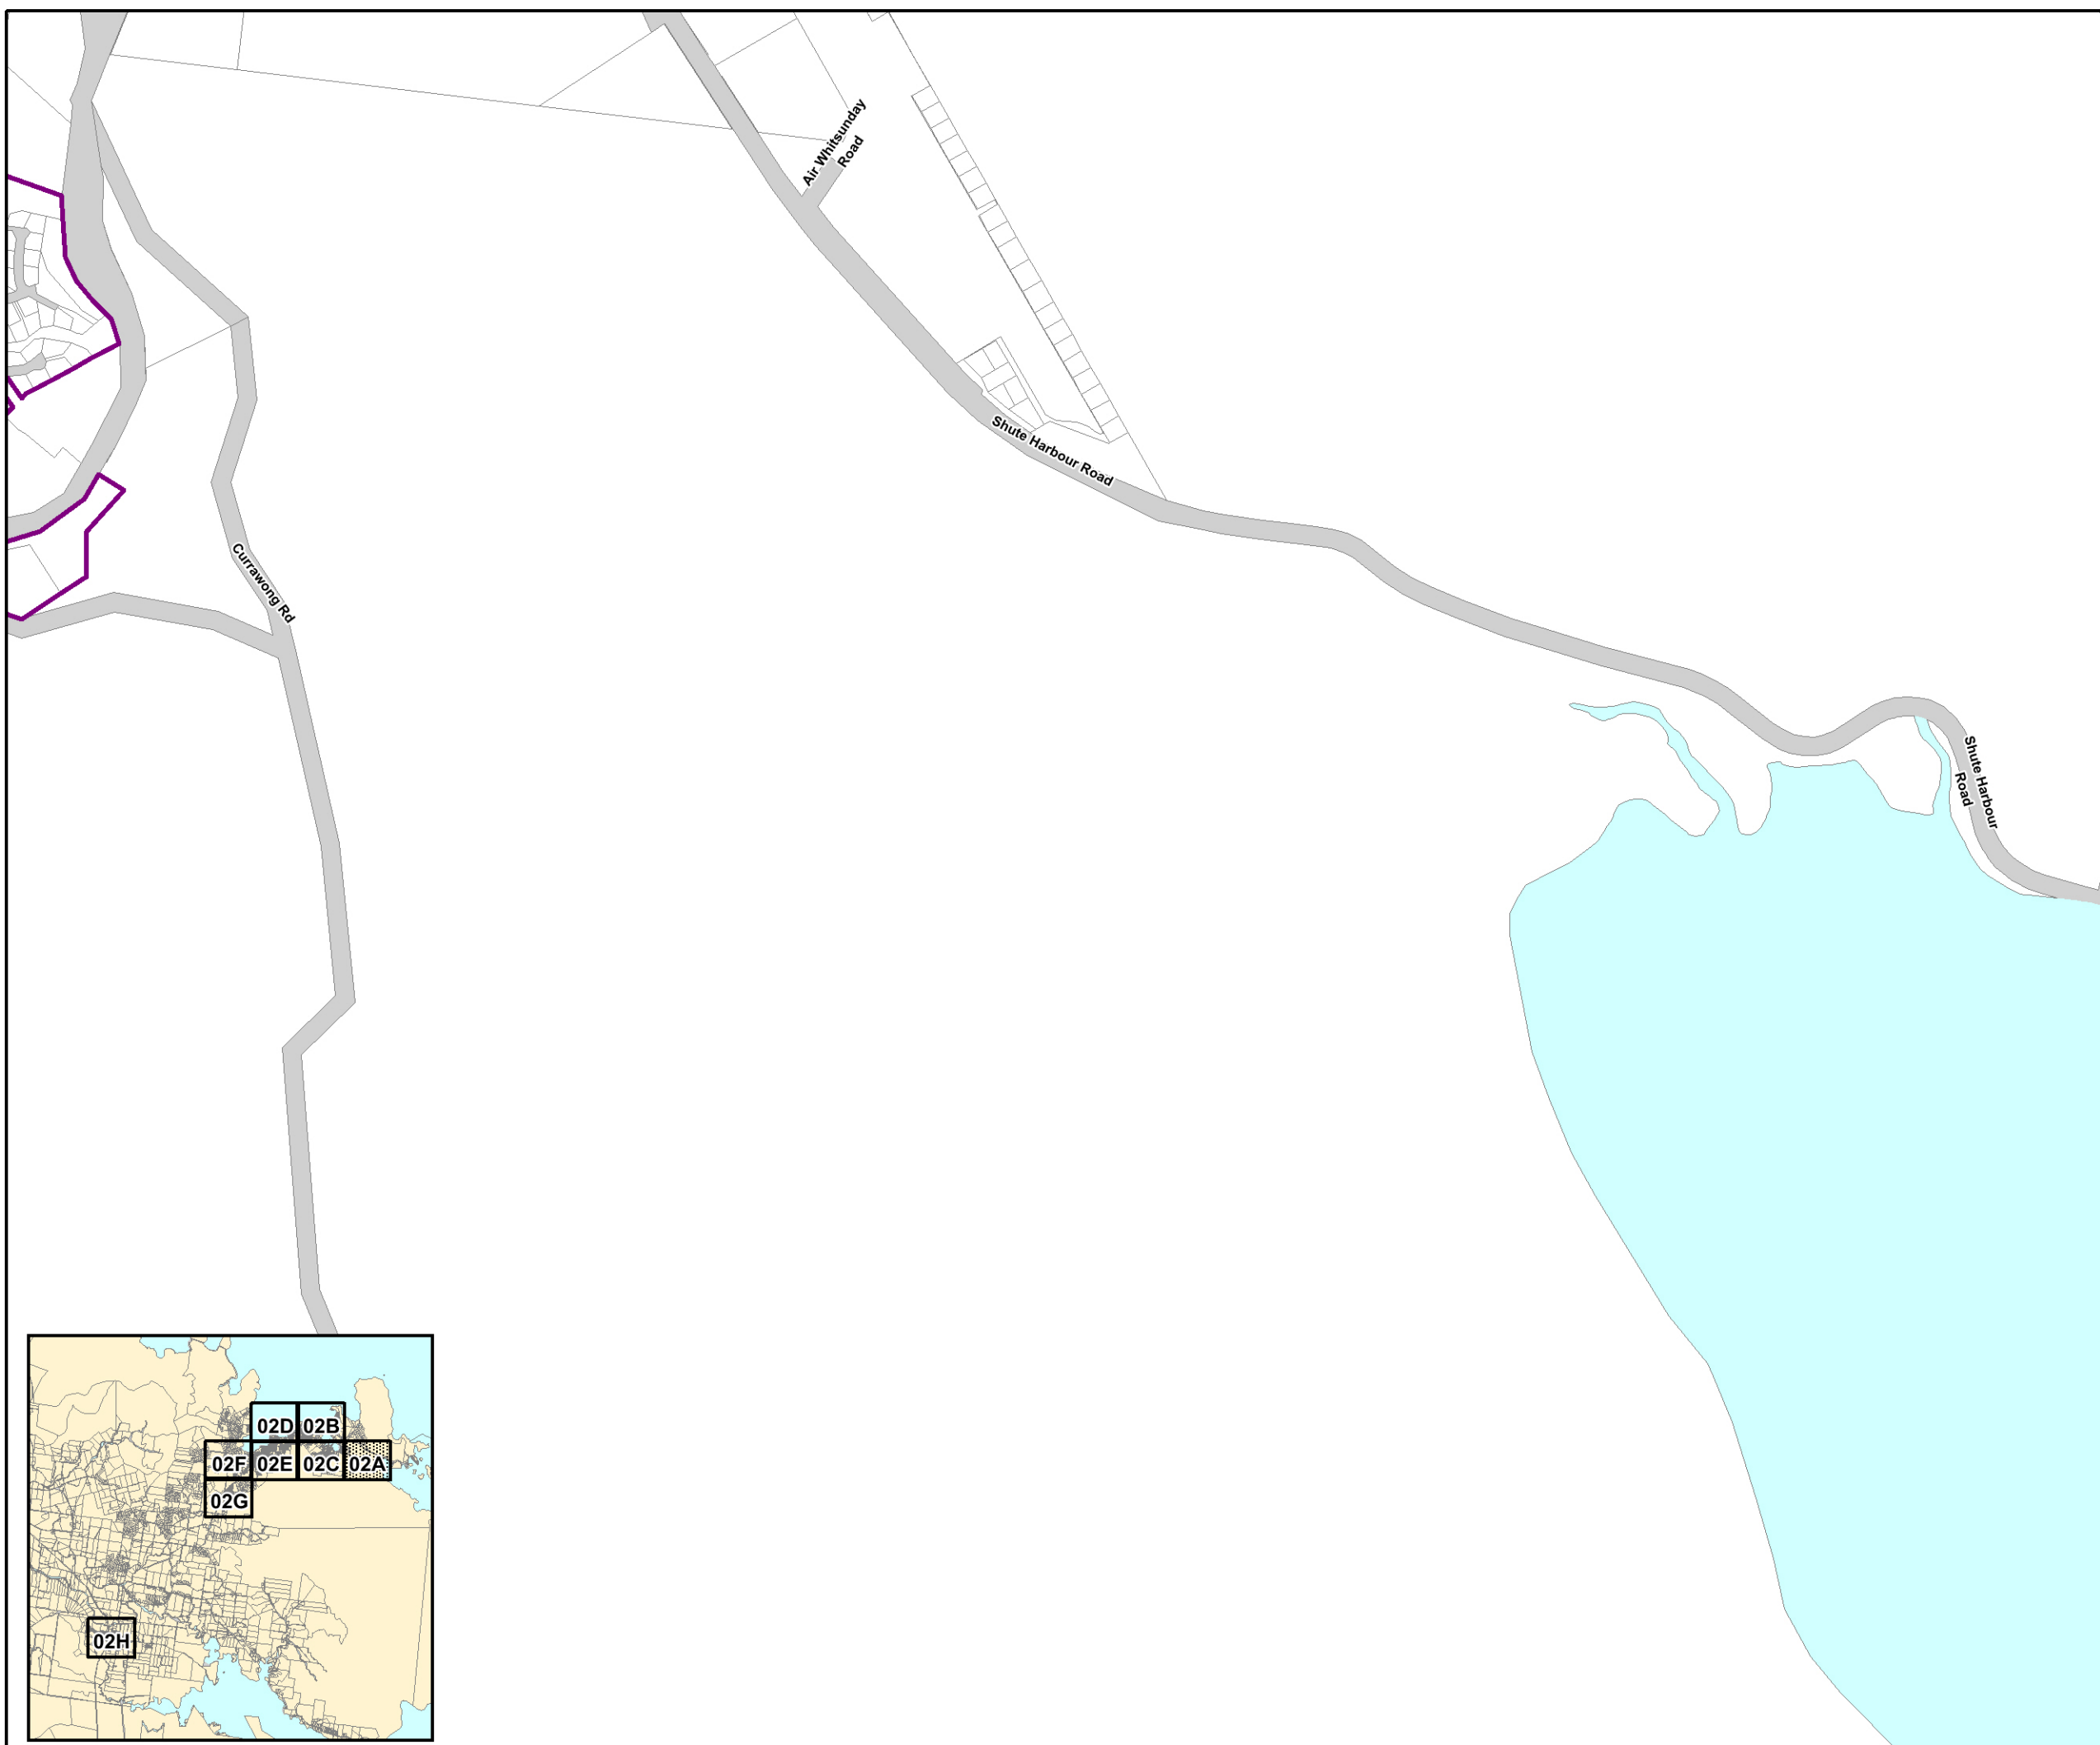 Air Whitsunday
Road
Shute Harbour Road
Currawong Rd
Shute Harbour
Road
02D
02B
02F
02E
02C
02A
02G
02H